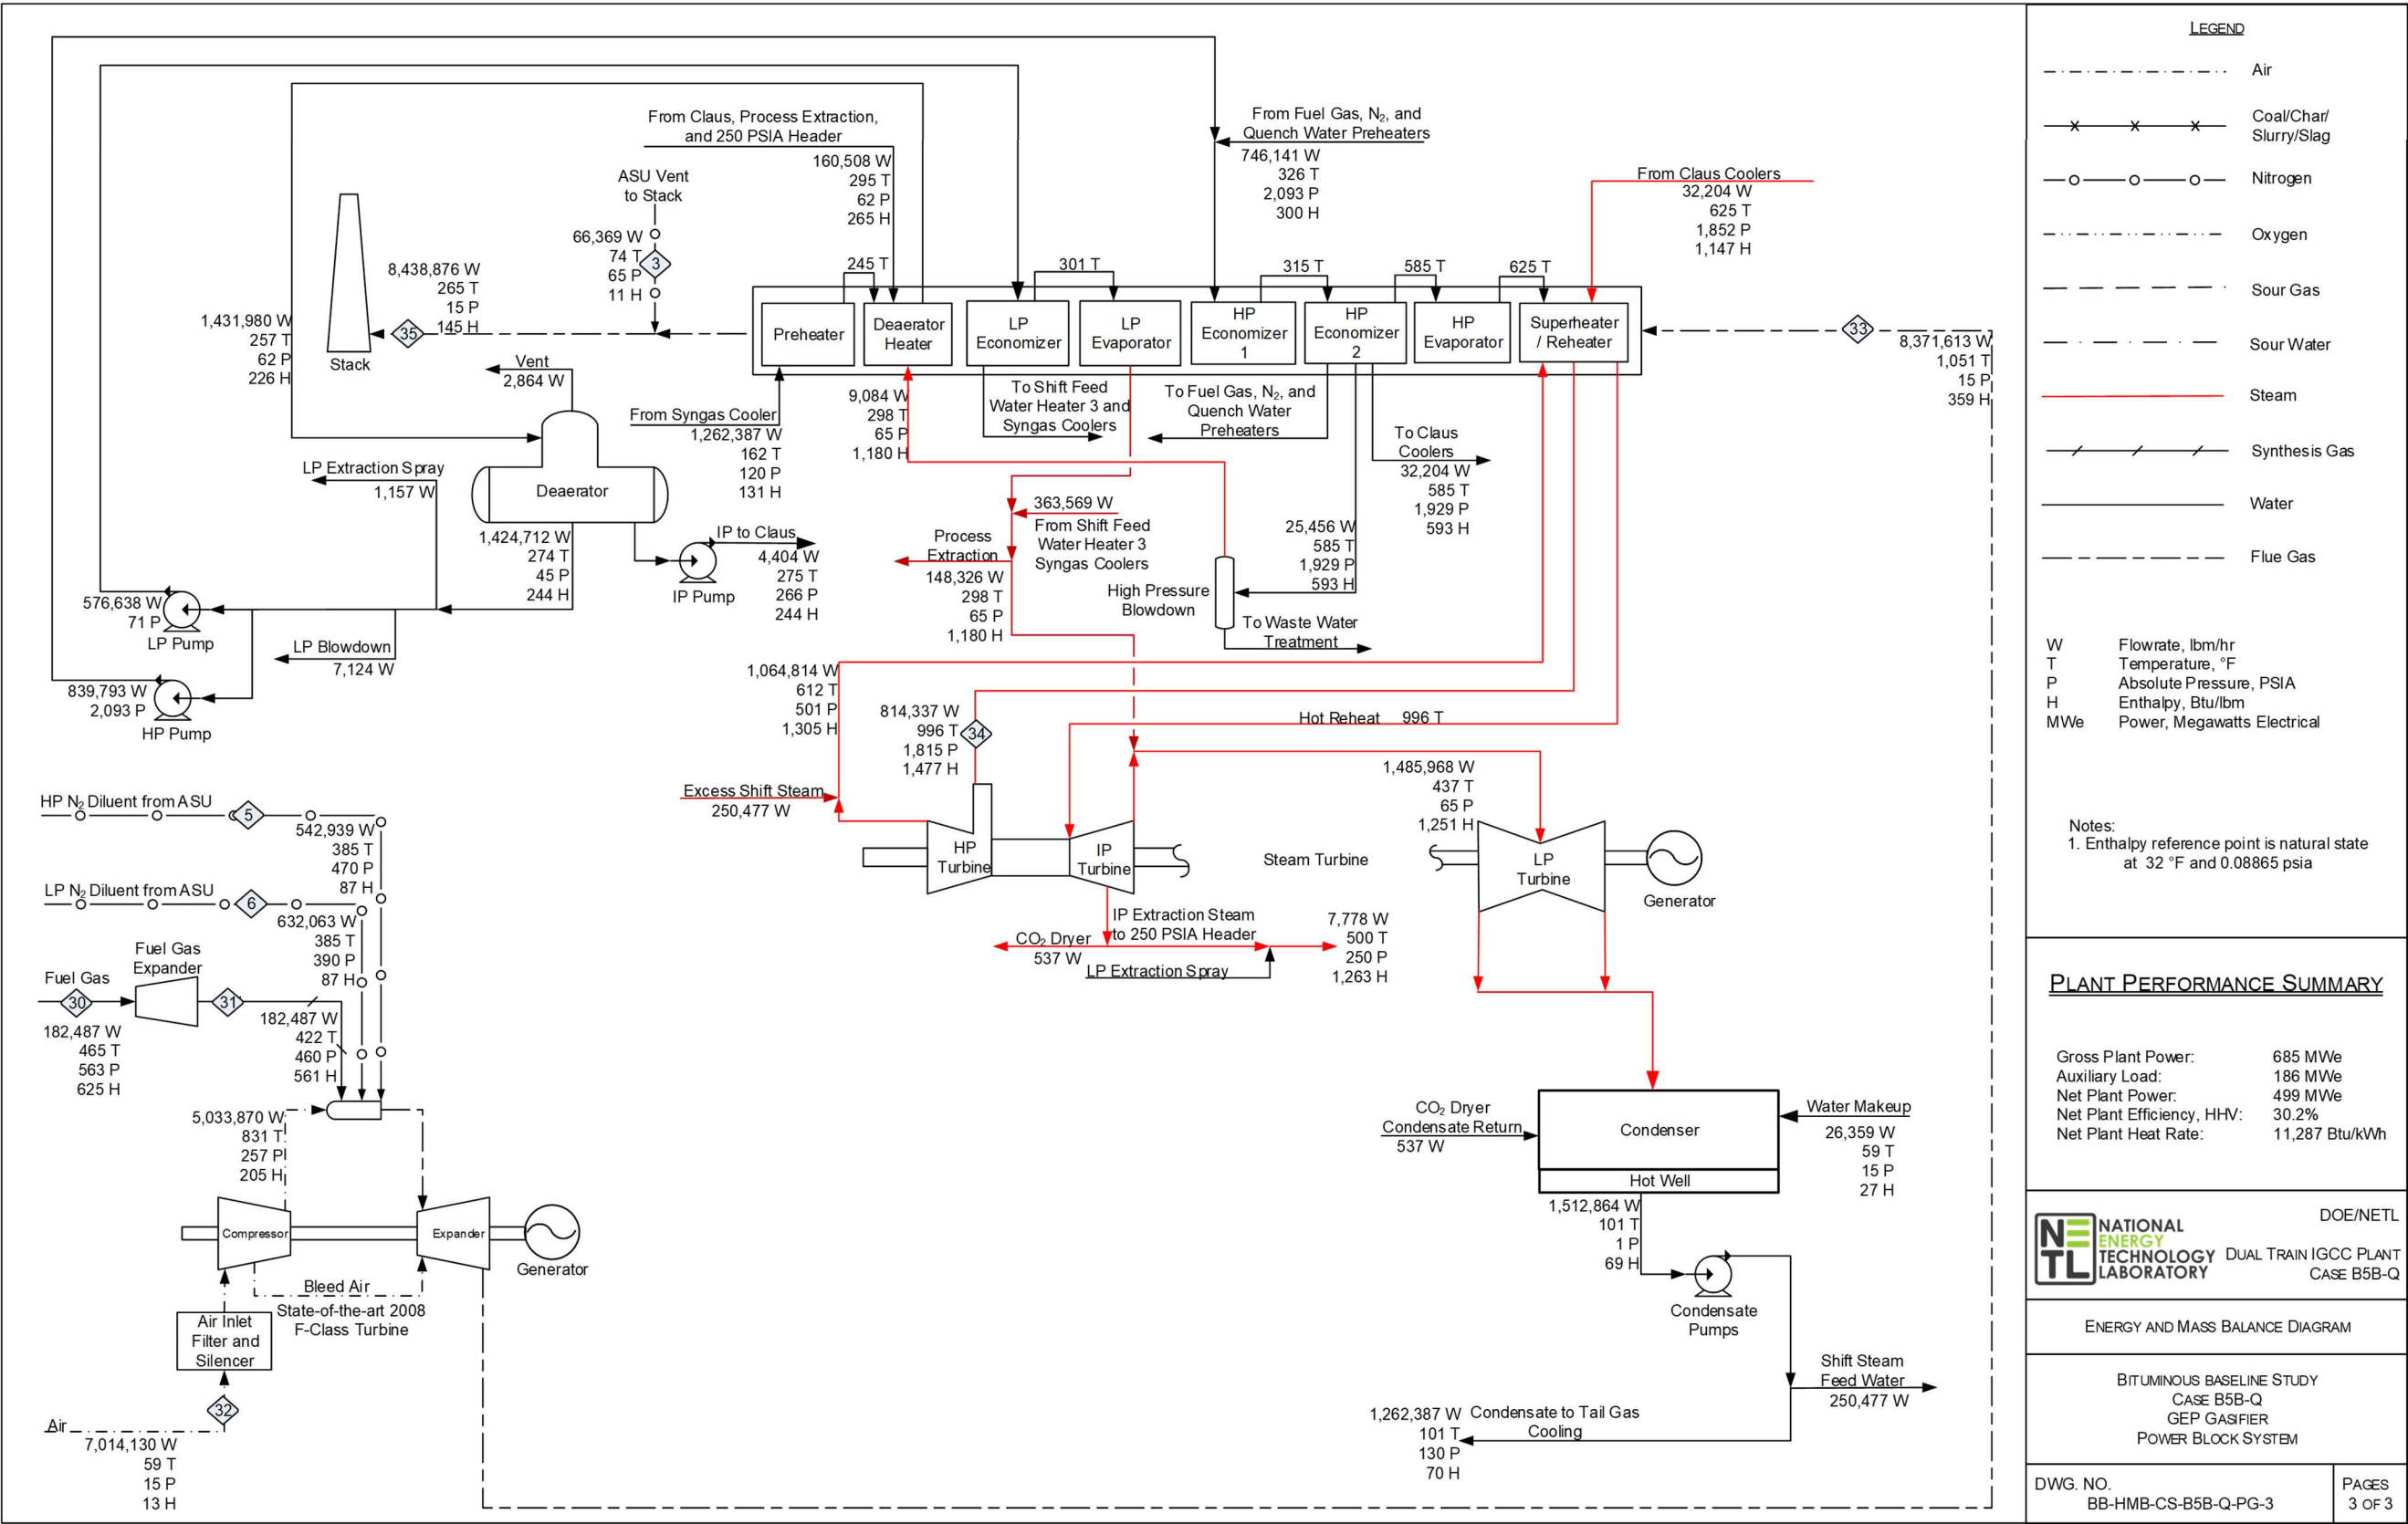 From Claus, Process Extraction,
and 250 PSIA Header
160,508 W
295 T
62 P
265 H
ASU Vent
to Stack
66,369 W
74 T
65 P
11 H
3
From Fuel Gas, N₂, and
Quench Water Preheaters
746,141 W
326 T
2,093 P
300 H
From Claus Coolers
32,204 W
625 T
1,852 P
1,147 H
8,438,876 W
265 T
15 P
145 H
35
Stack
1,431,980 W
257 T
62 P
226 H
245 T
301 T
315 T
585 T
625 T
Preheater
Deaerator
Heater
LP
Economizer
LP
Evaporator
HP
Economizer
1
HP
Economizer
2
HP
Evaporator
Superheater
/ Reheater
33
8,371,613 W
1,051 T
15 P
359 H
Vent
2,864 W
Deaerator
From Syngas Cooler
1,262,387 W
162 T
120 P
131 H
9,084 W
298 T
65 P
1,180 H
To Shift Feed
Water Heater 3 and
Syngas Coolers
To Fuel Gas, N₂, and
Quench Water
Preheaters
To Claus
Coolers
32,204 W
585 T
1,929 P
593 H
LP Extraction Spray
1,157 W
1,424,712 W
274 T
45 P
244 H
IP to Claus
4,404 W
275 T
266 P
244 H
IP Pump
363,569 W
From Shift Feed
Water Heater 3
Syngas Coolers
Process
Extraction
148,326 W
298 T
65 P
1,180 H
25,456 W
585 T
1,929 P
593 H
High Pressure
Blowdown
To Waste Water
Treatment
576,638 W
71 P
LP Pump
LP Blowdown
7,124 W
839,793 W
2,093 P
HP Pump
1,064,814 W
612 T
501 P
1,305 H
814,337 W
996 T
1,815 P
1,477 H
34
Hot Reheat 996 T
Excess Shift Steam
250,477 W
1,485,968 W
437 T
65 P
1,251 H
HP
Turbine
IP
Turbine
Steam Turbine
LP
Turbine
Generator
IP Extraction Steam
to 250 PSIA Header
CO₂ Dryer
537 W
LP Extraction Spray
7,778 W
500 T
250 P
1,263 H
HP N₂ Diluent from ASU
5
542,939 W
385 T
470 P
87 H
LP N₂ Diluent from ASU
6
632,063 W
385 T
390 P
87 H
Fuel Gas
Expander
Fuel Gas
30
31
182,487 W
465 T
563 P
625 H
182,487 W
422 T
460 P
561 H
5,033,870 W
831 T
257 P
205 H
Compressor
Expander
Generator
Bleed Air
State-of-the-art 2008
F-Class Turbine
Air Inlet
Filter and
Silencer
32
Air
7,014,130 W
59 T
15 P
13 H
CO₂ Dryer
Condensate Return
537 W
Condenser
Hot Well
Water Makeup
26,359 W
59 T
15 P
27 H
1,512,864 W
101 T
1 P
69 H
Condensate
Pumps
Shift Steam
Feed Water
250,477 W
1,262,387 W Condensate to Tail Gas
101 T Cooling
130 P
70 H
LEGEND
Air
Coal/Char/
Slurry/Slag
Nitrogen
Oxygen
Sour Gas
Sour Water
Steam
Synthesis Gas
Water
Flue Gas
W Flowrate, lbm/hr
T Temperature, °F
P Absolute Pressure, PSIA
H Enthalpy, Btu/lbm
MWe Power, Megawatts Electrical
Notes:
1. Enthalpy reference point is natural state
at 32 °F and 0.08865 psia
PLANT PERFORMANCE SUMMARY
Gross Plant Power: 685 MWe
Auxiliary Load: 186 MWe
Net Plant Power: 499 MWe
Net Plant Efficiency, HHV: 30.2%
Net Plant Heat Rate: 11,287 Btu/kWh
NE
TL
NATIONAL
ENERGY
TECHNOLOGY
LABORATORY
DOE/NETL
DUAL TRAIN IGCC PLANT
CASE B5B-Q
ENERGY AND MASS BALANCE DIAGRAM
BITUMINOUS BASELINE STUDY
CASE B5B-Q
GEP GASIFIER
POWER BLOCK SYSTEM
DWG. NO.
BB-HMB-CS-B5B-Q-PG-3
PAGES
3 OF 3